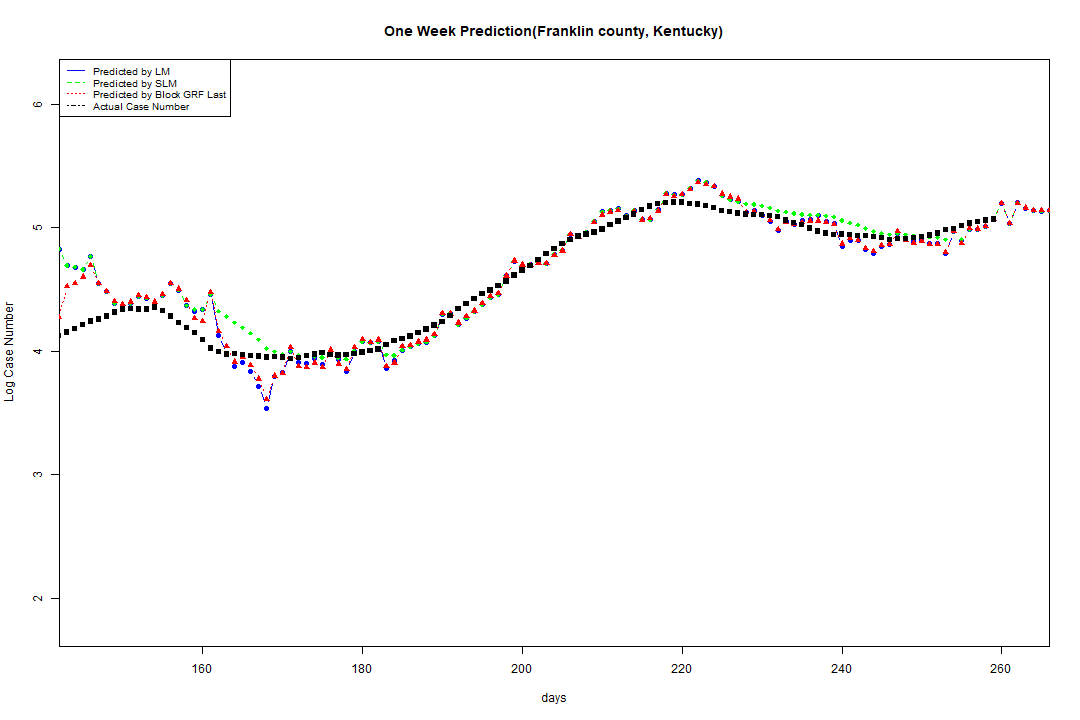 One Week Prediction(Franklin county, Kentucky)
Predicted by LM
Predicted by SLM
Predicted by Block GRF Last
Actual Case Number
6
5
4
3
2
Log Case Number
160 180 200 220 240 260
days